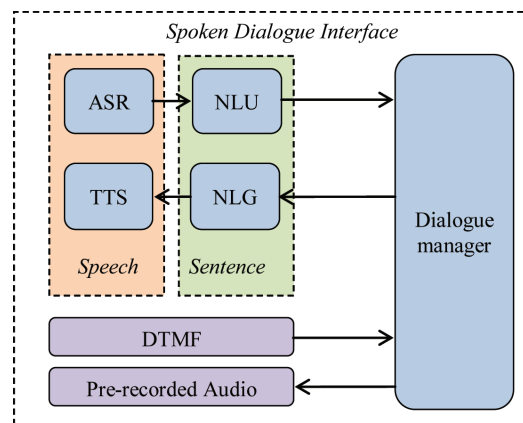 Spoken Dialogue Interface
ASR
NLU
TTS
NLG
Speech
Sentence
Dialogue
manager
DTMF
Pre-recorded Audio